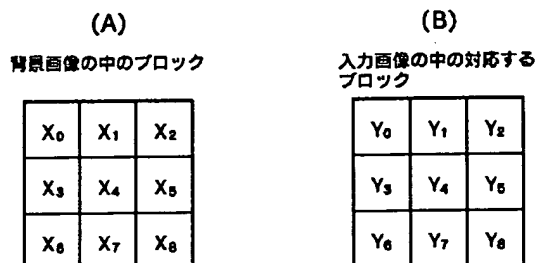 (A)
背景画像の中のブロック
X₀ X₁ X₂
X₃ X₄ X₅
X₆ X₇ X₈
(B)
入力画像の中の対応する
ブロック
Y₀ Y₁ Y₂
Y₃ Y₄ Y₅
Y₆ Y₇ Y₈